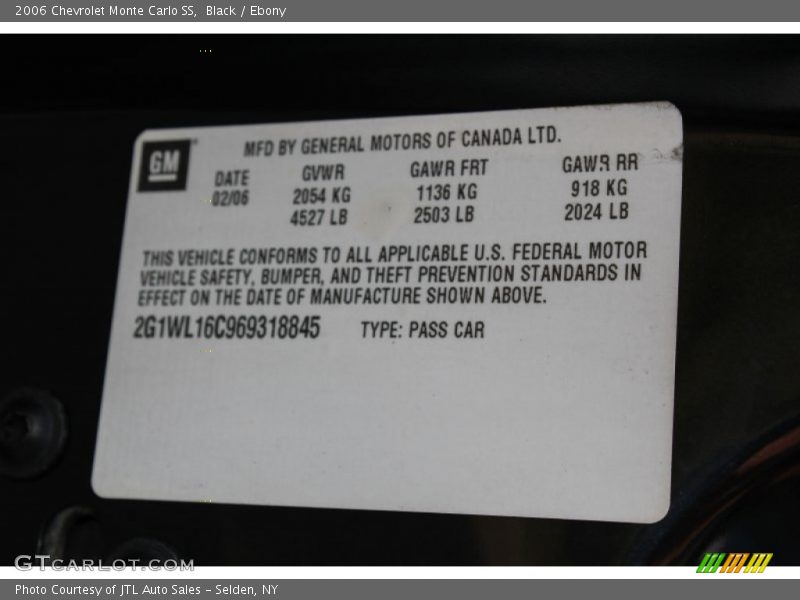 2006 Chevrolet Monte Carlo SS, Black / Ebony
GM
MFD BY GENERAL MOTORS OF CANADA LTD.
DATE GVWR GAWR FRT GAWR RR
02/06 2054 KG 1136 KG 918 KG
4527 LB 2503 LB 2024 LB
THIS VEHICLE CONFORMS TO ALL APPLICABLE U.S. FEDERAL MOTOR
VEHICLE SAFETY, BUMPER, AND THEFT PREVENTION STANDARDS IN
EFFECT ON THE DATE OF MANUFACTURE SHOWN ABOVE.
2G1WL16C969318845 TYPE: PASS CAR
GTCARLOT.COM
Photo Courtesy of JTL Auto Sales - Selden, NY